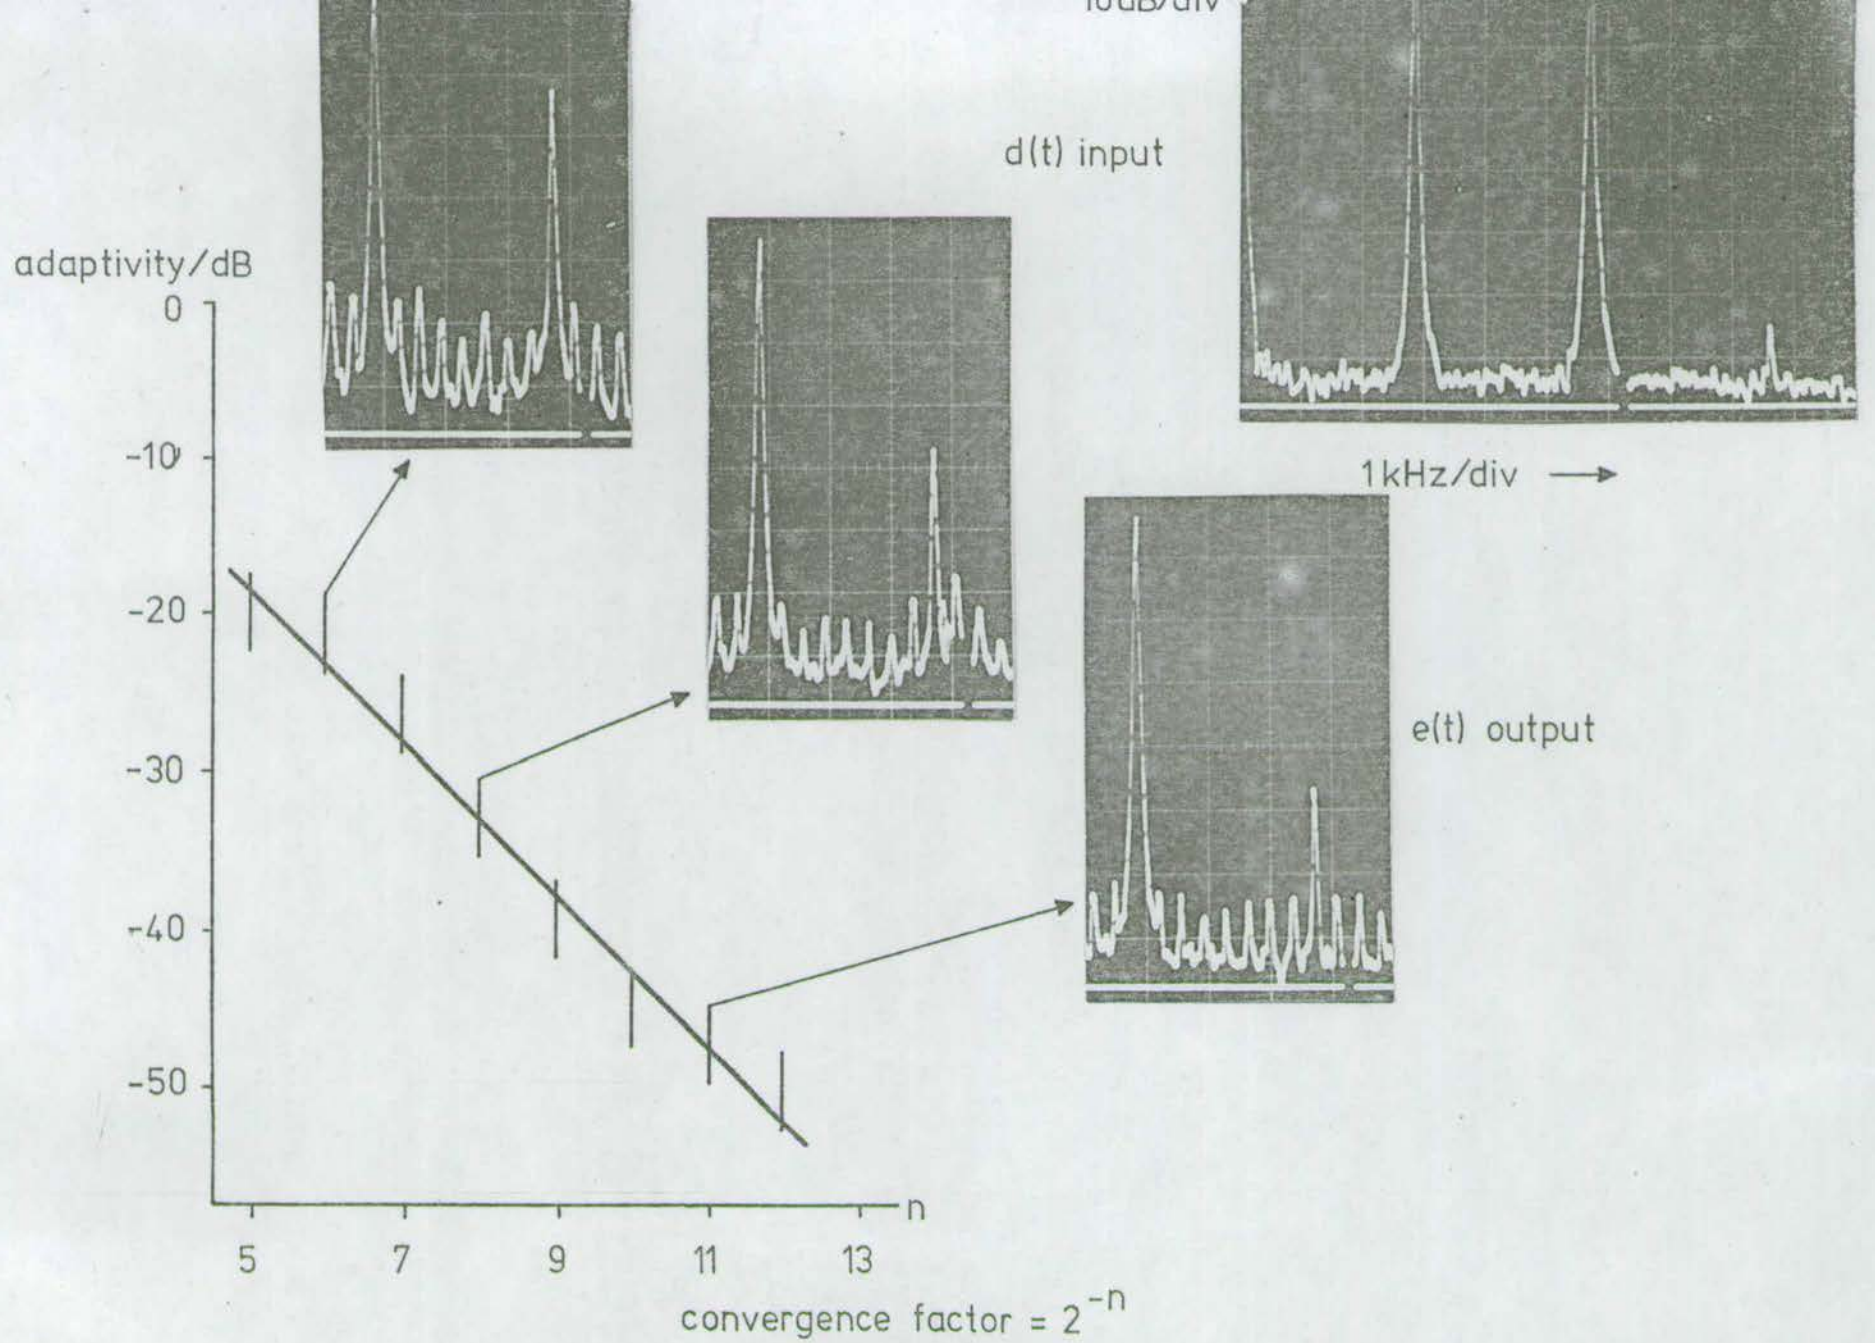 10dB/div
d(t) input
adaptivity/dB
0
-10
1kHz/div
-20
-30
e(t) output
-40
-50
n
5 7 9 11 13
convergence factor = 2^-n